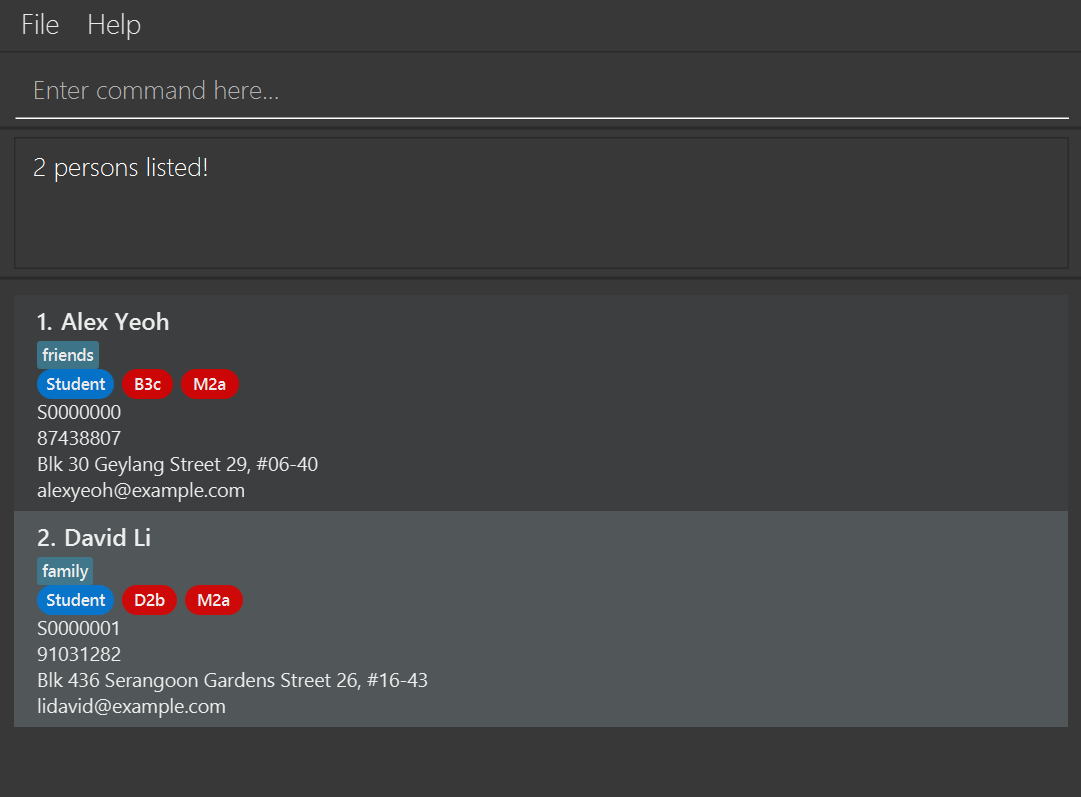 File Help
Enter command here...
2 persons listed!
1. Alex Yeoh
friends
Student B3c M2a
S0000000
87438807
Blk 30 Geylang Street 29, #06-40
alexyeoh@example.com
2. David Li
family
Student D2b M2a
S0000001
91031282
Blk 436 Serangoon Gardens Street 26, #16-43
lidavid@example.com